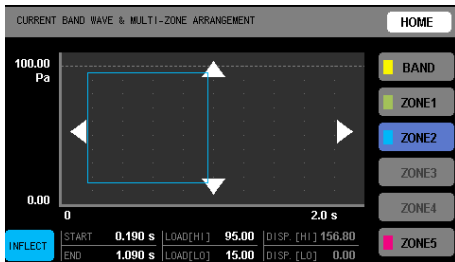 CURRENT BAND WAVE & MULTI-ZONE ARRANGEMENT
HOME
100.00
Pa
0.00
0
2.0 s
BAND
ZONE1
ZONE2
ZONE3
ZONE4
ZONE5
INFLECT
START 0.190 s LOAD[HI] 95.00 DISP. [HI] 156.80
END 1.090 s LOAD[LO] 15.00 DISP. [LO] 0.00